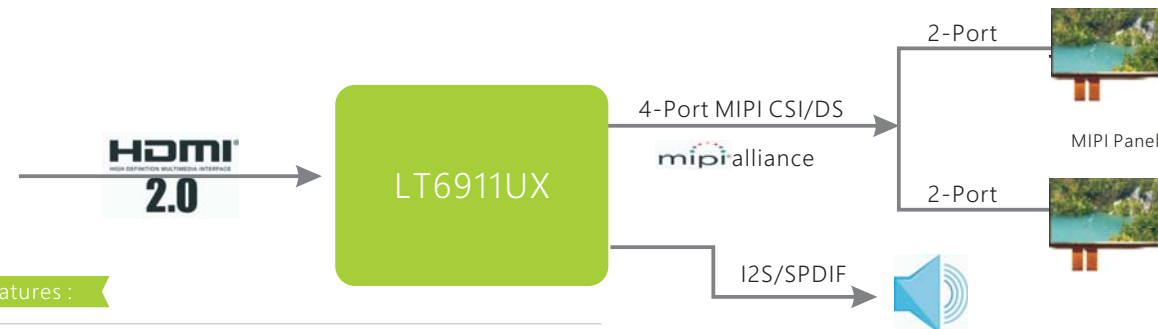 2-Port
4-Port MIPI CSI/DS
MIPI Panel
HDMI
HIGH DEFINITION MULTIMEDIA INTERFACE
2.0
mipi alliance
LT6911UX
2-Port
I2S/SPDIF
atures :